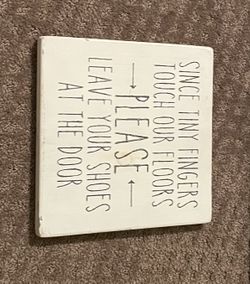 SINCE TINY FINGERS
TOUCH OUR FLOORS
→ PLEASE ←
LEAVE YOUR SHOES
AT THE DOOR